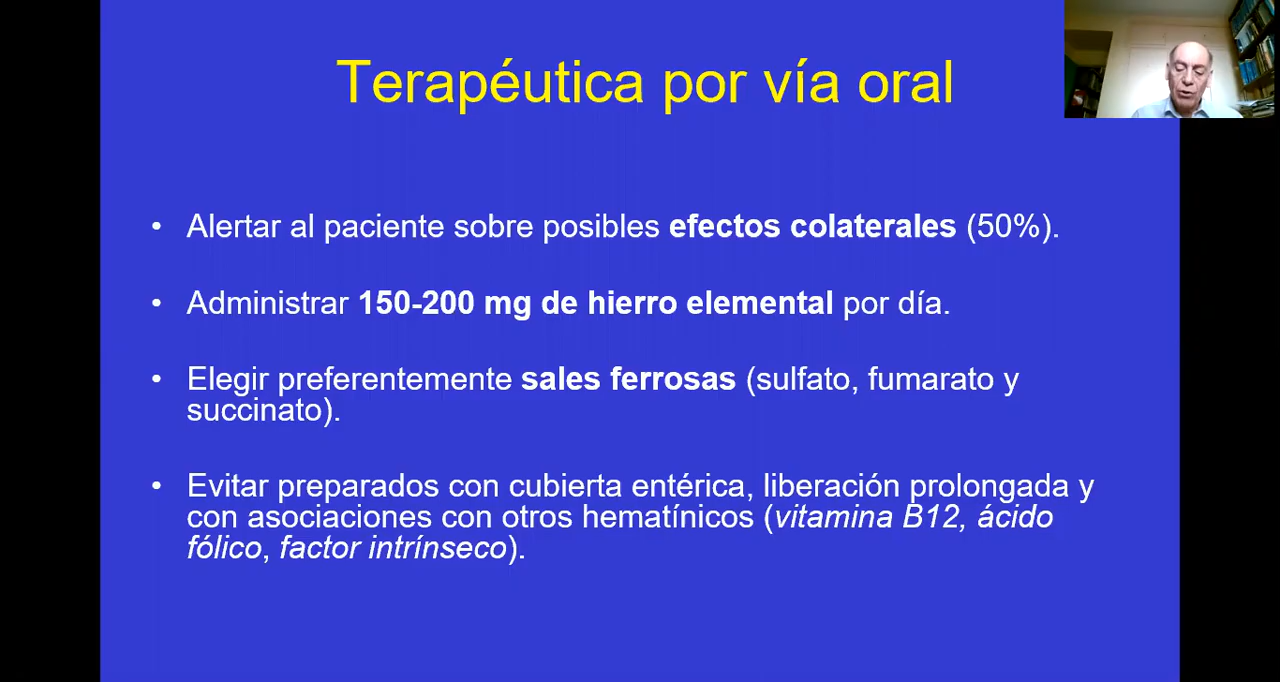 Terapéutica por vía oral
• Alertar al paciente sobre posibles efectos colaterales (50%).
• Administrar 150-200 mg de hierro elemental por día.
• Elegir preferentemente sales ferrosas (sulfato, fumarato y
succinato).
• Evitar preparados con cubierta entérica, liberación prolongada y
con asociaciones con otros hematínicos (vitamina B12, ácido
fólico, factor intrínseco).